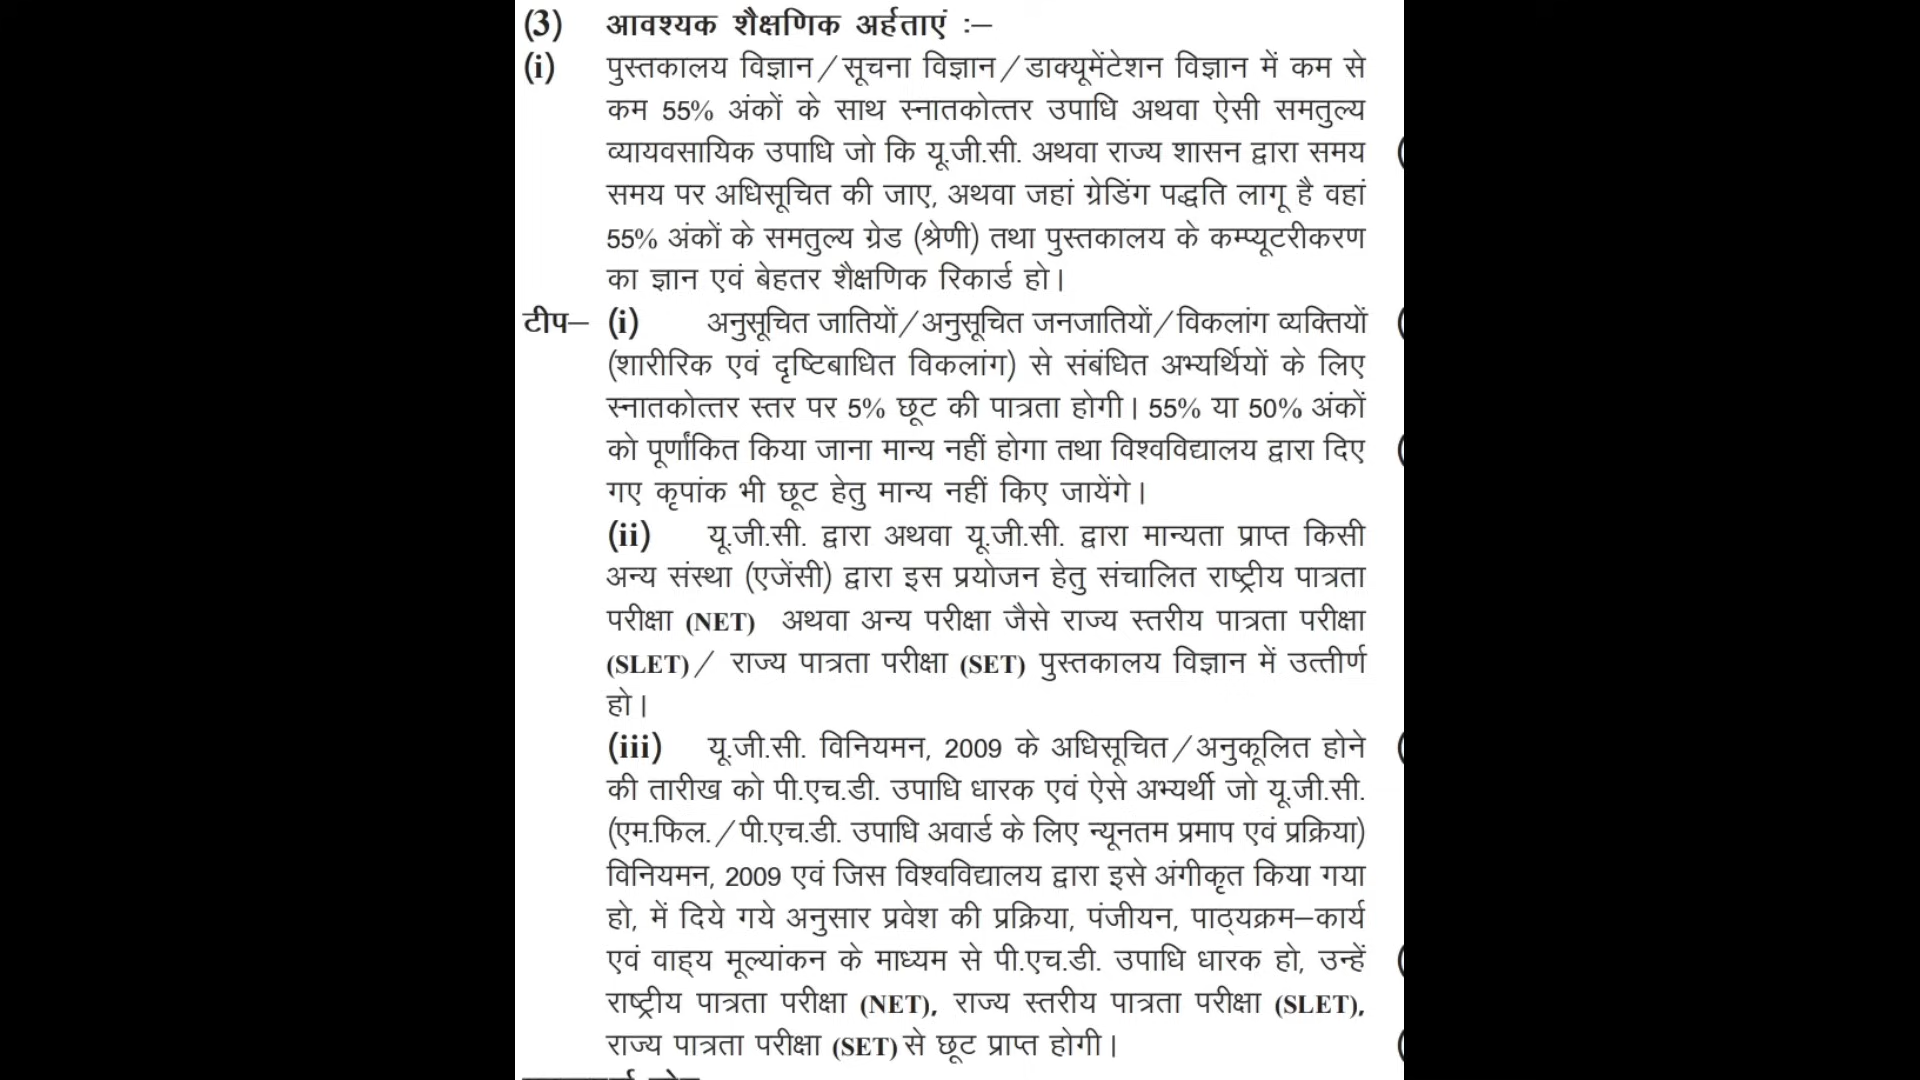 (3) आवश्यक शैक्षणिक अर्हताएं :–
(i) पुस्तकालय विज्ञान/सूचना विज्ञान/डाक्यूमेंटेशन विज्ञान में कम से
कम 55% अंकों के साथ स्नातकोत्तर उपाधि अथवा ऐसी समतुल्य
व्यायवसायिक उपाधि जो कि यू.जी.सी. अथवा राज्य शासन द्वारा समय
समय पर अधिसूचित की जाए, अथवा जहां ग्रेडिंग पद्धति लागू है वहां
55% अंकों के समतुल्य ग्रेड (श्रेणी) तथा पुस्तकालय के कम्प्यूटरीकरण
का ज्ञान एवं बेहतर शैक्षणिक रिकार्ड हो।
टीप– (i) अनुसूचित जातियों/अनुसूचित जनजातियों/विकलांग व्यक्तियों
(शारीरिक एवं दृष्टिबाधित विकलांग) से संबंधित अभ्यर्थियों के लिए
स्नातकोत्तर स्तर पर 5% छूट की पात्रता होगी। 55% या 50% अंकों
को पूर्णांकित किया जाना मान्य नहीं होगा तथा विश्वविद्यालय द्वारा दिए
गए कृपांक भी छूट हेतु मान्य नहीं किए जायेंगे।
(ii) यू.जी.सी. द्वारा अथवा यू.जी.सी. द्वारा मान्यता प्राप्त किसी
अन्य संस्था (एजेंसी) द्वारा इस प्रयोजन हेतु संचालित राष्ट्रीय पात्रता
परीक्षा (NET) अथवा अन्य परीक्षा जैसे राज्य स्तरीय पात्रता परीक्षा
(SLET)/ राज्य पात्रता परीक्षा (SET) पुस्तकालय विज्ञान में उत्तीर्ण
हो।
(iii) यू.जी.सी. विनियमन, 2009 के अधिसूचित/अनुकूलित होने
की तारीख को पी.एच.डी. उपाधि धारक एवं ऐसे अभ्यर्थी जो यू.जी.सी.
(एम.फिल./पी.एच.डी. उपाधि अवार्ड के लिए न्यूनतम प्रमाप एवं प्रक्रिया)
विनियमन, 2009 एवं जिस विश्वविद्यालय द्वारा इसे अंगीकृत किया गया
हो, में दिये गये अनुसार प्रवेश की प्रक्रिया, पंजीयन, पाठ्यक्रम–कार्य
एवं वाह्य मूल्यांकन के माध्यम से पी.एच.डी. उपाधि धारक हो, उन्हें
राष्ट्रीय पात्रता परीक्षा (NET), राज्य स्तरीय पात्रता परीक्षा (SLET),
राज्य पात्रता परीक्षा (SET) से छूट प्राप्त होगी।